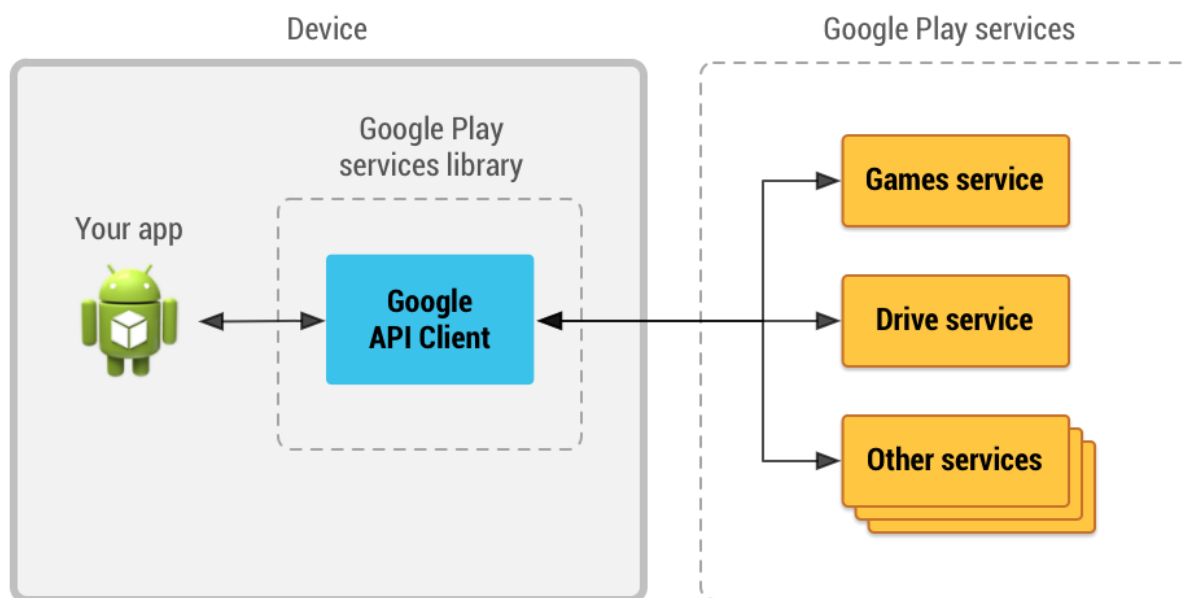 Device
Google Play services
Google Play
services library
Your app
Google
API Client
Games service
Drive service
Other services